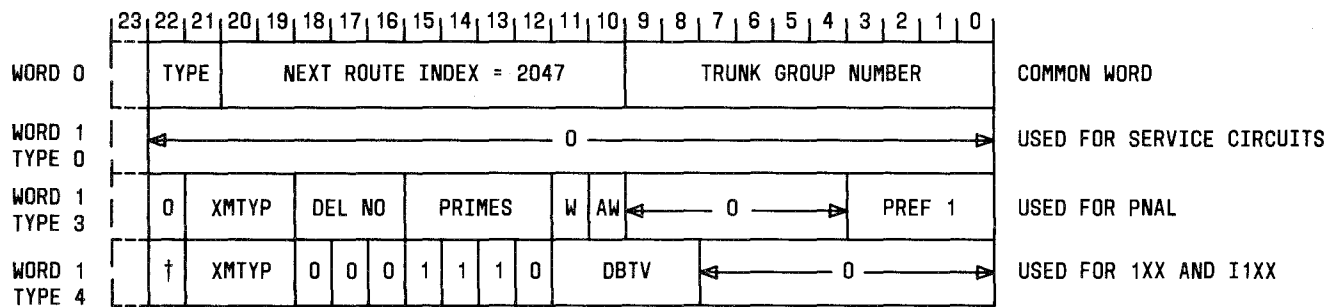 23 22 21 20 19 18 17 16 15 14 13 12 11 10 9 8 7 6 5 4 3 2 1 0
WORD 0 TYPE NEXT ROUTE INDEX = 2047 TRUNK GROUP NUMBER COMMON WORD
WORD 1 TYPE 0 0 USED FOR SERVICE CIRCUITS
WORD 1 TYPE 3 0 XMTYP DEL NO PRIMES W AW 0 PREF 1 USED FOR PNAL
WORD 1 TYPE 4 † XMTYP 0 0 0 1 1 1 0 DBTV 0 USED FOR 1XX AND I1XX